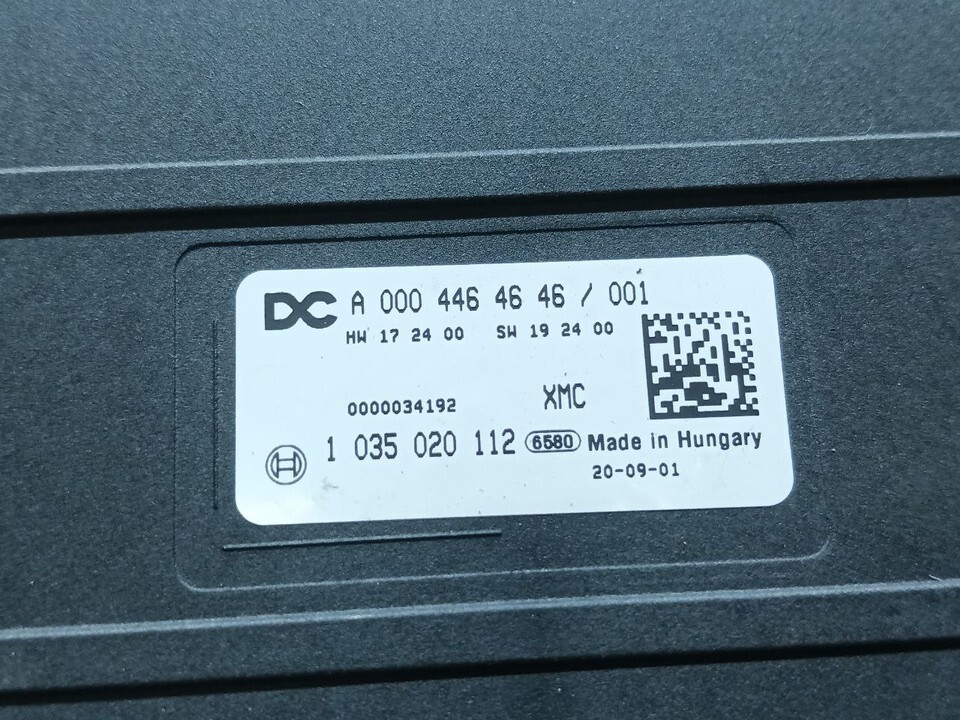 DC A 000 446 46 46 / 001
HW 17 24 00 SW 19 24 00
0000034192 XMC
1 035 020 112 6580 Made in Hungary
20-09-01